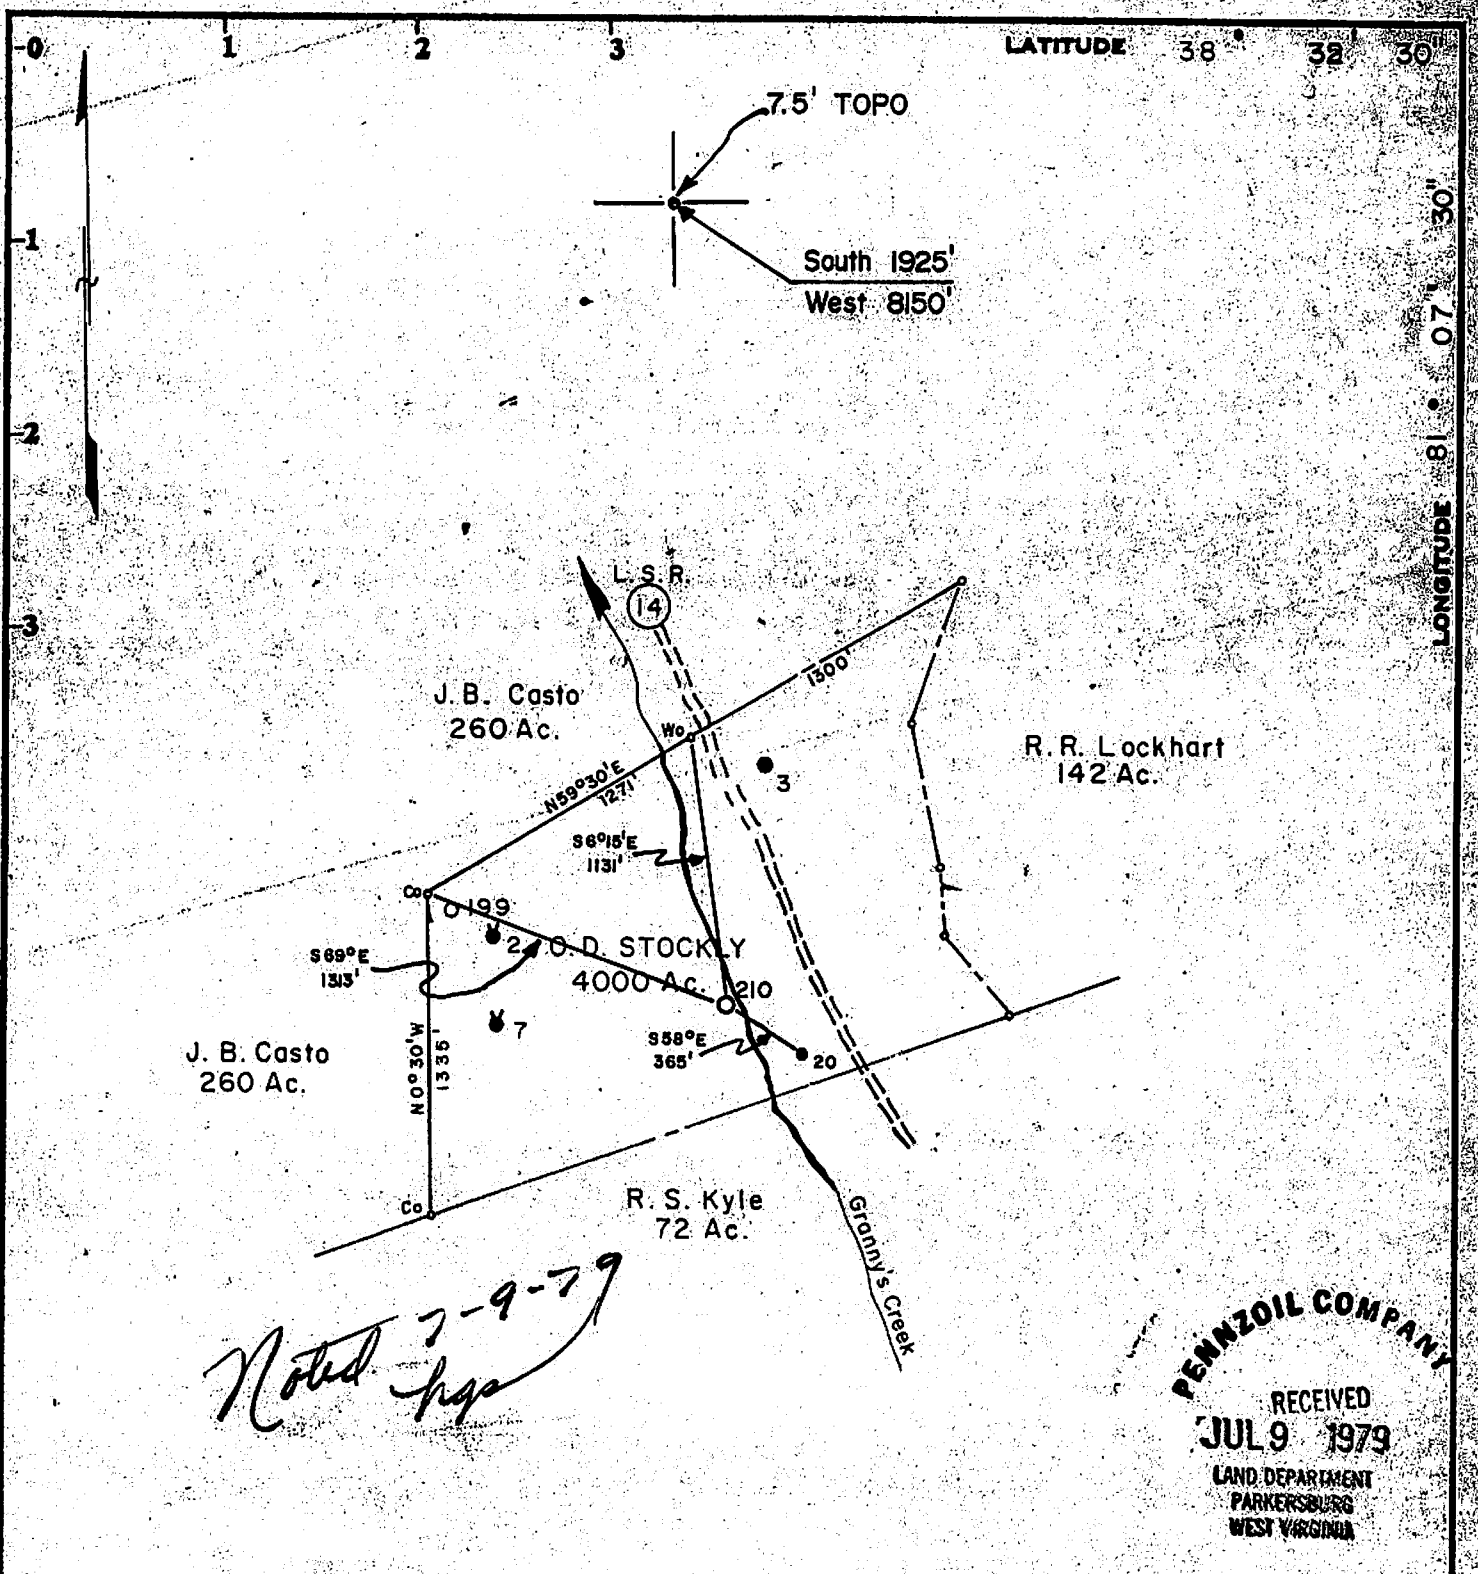 0 1 2 3 LATITUDE 38° 32' 30"
7.5' TOPO
1
South 1925'
West 8150'
LONGITUDE 81° 07' 30"
2
3
L.S.R.
14
1300'
J.B. Casto
260 Ac.
Wo
R.R. Lockhart
142 Ac.
3
N59°30'E
1271'
S6°15'E
1131'
Co
199
2
O.D. STOCKLY
4000 Ac.
S69°E
1313'
210
7
S58°E
365'
20
J. B. Casto
260 Ac.
N0°30'W
1335'
Co
R. S. Kyle
72 Ac.
Granny's Creek
Noted 7-9-79
hgs
PENNZOIL COMPANY
RECEIVED
JUL 9 1979
LAND DEPARTMENT
PARKERSBURG
WEST VIRGINIA